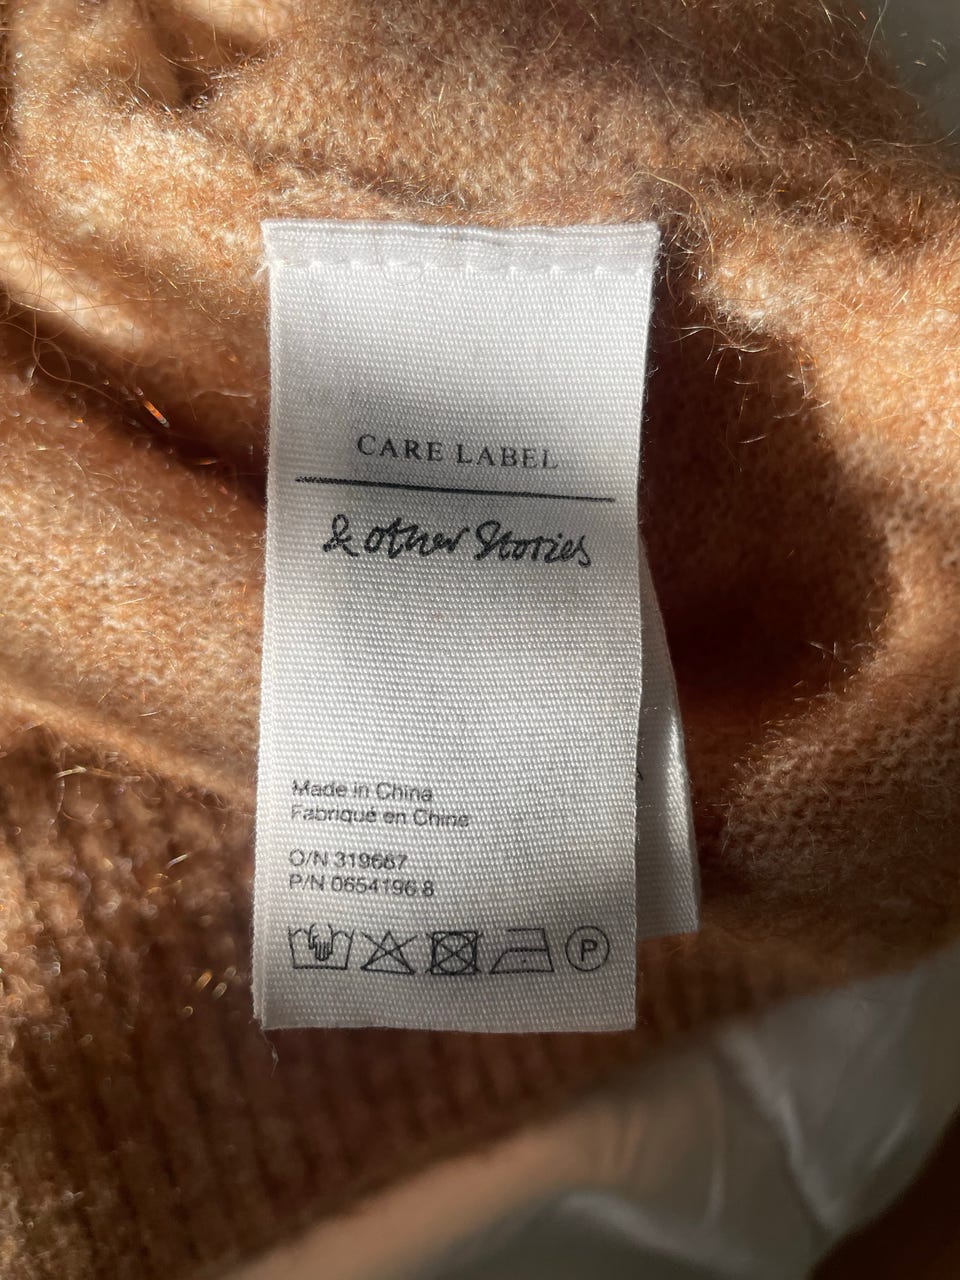 CARE LABEL
& other Stories
Made in China
Fabriqué en Chine
O/N 319667
P/N 0654196 8
P